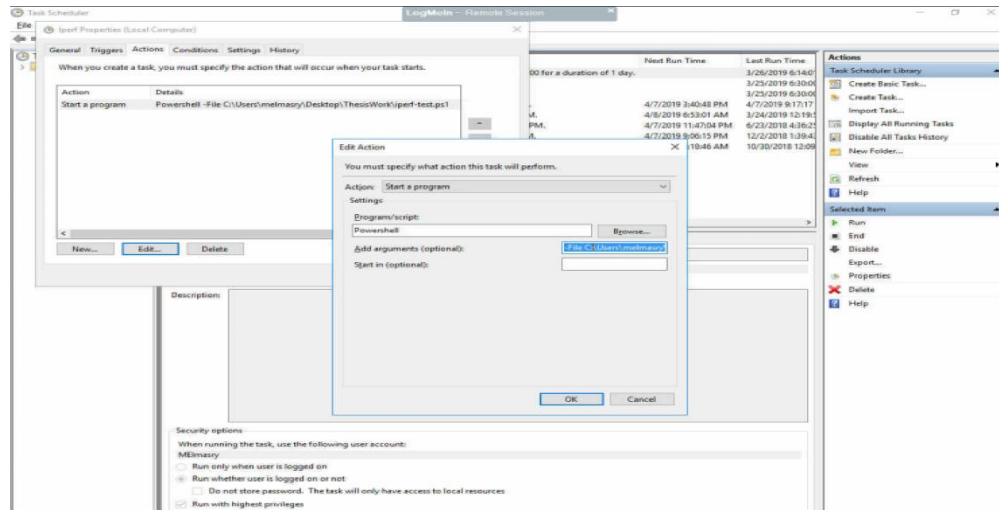 Task Scheduler
LogMeIn - Remote Session
File
Iperf Properties (Local Computer)
General Triggers Actions Conditions Settings History
When you create a task, you must specify the action that will occur when your task starts.
Action Details
Start a program Powershell -File C:\Users\melmasry\Desktop\ThesisWork\iperf-test.ps1
New... Edit... Delete
Next Run Time Last Run Time
00 for a duration of 1 day. 3/26/2019 6:14:0
3/25/2019 6:30:0
3/25/2019 6:30:0
4/7/2019 3:40:48 PM 4/7/2019 9:17:17
M. 4/8/2019 6:53:01 AM 3/24/2019 12:19:
PM. 4/7/2019 11:47:04 PM 6/23/2018 4:36:2
4/7/2019 9:06:15 PM 12/2/2018 1:39:4
:19:46 AM 10/30/2018 12:09
Edit Action
You must specify what action this task will perform.
Action: Start a program
Settings
Program/script:
Powershell Browse...
Add arguments (optional): -File C:\Users\melmasry\
Start in (optional):
OK Cancel
Description:
Security options
When running the task, use the following user account:
MElmasry
Run only when user is logged on
Run whether user is logged on or not
Do not store password. The task will only have access to local resources
Run with highest privileges
Actions
Task Scheduler Library
Create Basic Task...
Create Task...
Import Task...
Display All Running Tasks
Disable All Tasks History
New Folder...
View
Refresh
Help
Selected Item
Run
End
Disable
Export...
Properties
Delete
Help